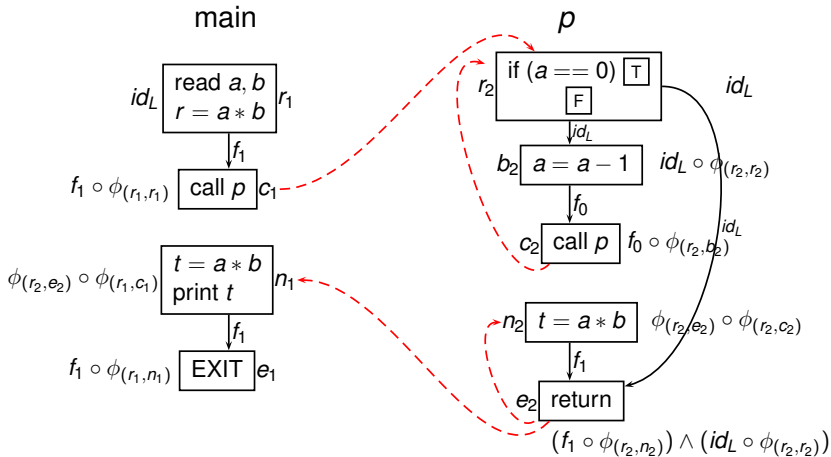 main
id_L
read a, b
r = a ∗ b
r_1
f_1
f_1 ∘ ϕ_(r_1,r_1)
call p
c_1
ϕ_(r_2,e_2) ∘ ϕ_(r_1,c_1)
t = a ∗ b
print t
n_1
f_1
f_1 ∘ ϕ_(r_1,n_1)
EXIT
e_1
p
r_2
if (a == 0) T
F
id_L
id_L
b_2
a = a − 1
id_L ∘ ϕ_(r_2,r_2)
f_0
c_2
call p
f_0 ∘ ϕ_(r_2,b_2)
id_L
n_2
t = a ∗ b
ϕ_(r_2,e_2) ∘ ϕ_(r_2,c_2)
f_1
e_2
return
(f_1 ∘ ϕ_(r_2,n_2)) ∧ (id_L ∘ ϕ_(r_2,r_2))